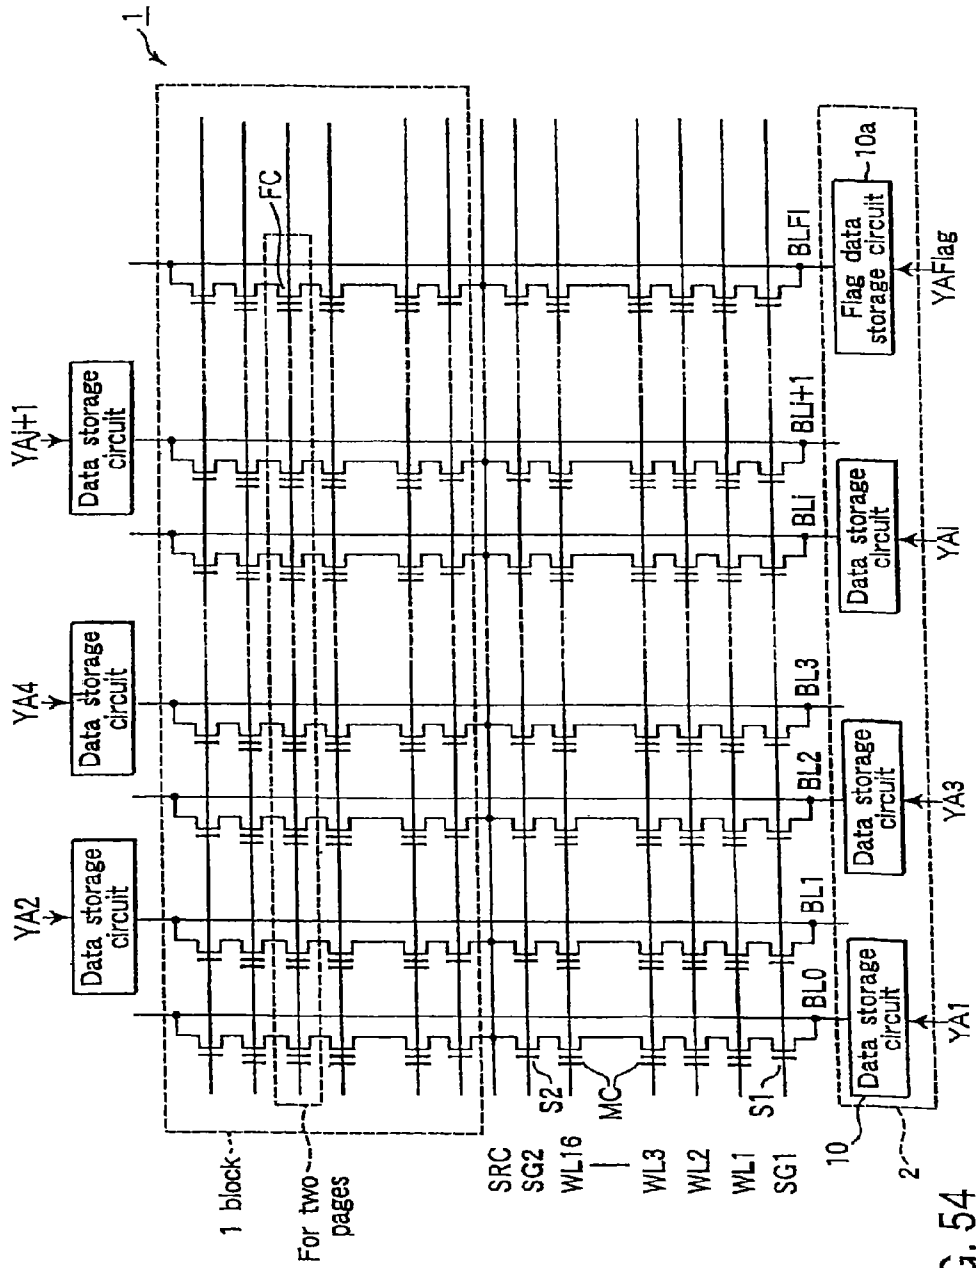 1
YA2
YA4
YAj+1
Data storage
circuit
Data storage
circuit
Data storage
circuit
1 block
For two
pages
FC
SRC
SG2
WL16
WL3
WL2
WL1
SG1
S2
MC
S1
BL0
BL1
BL2
BL3
BLi
BLi+1
BLFl
10
Data storage
circuit
Data storage
circuit
Data storage
circuit
Flag data
storage circuit
10a
2
YA1
YA3
YAi
YAFlag
G. 54